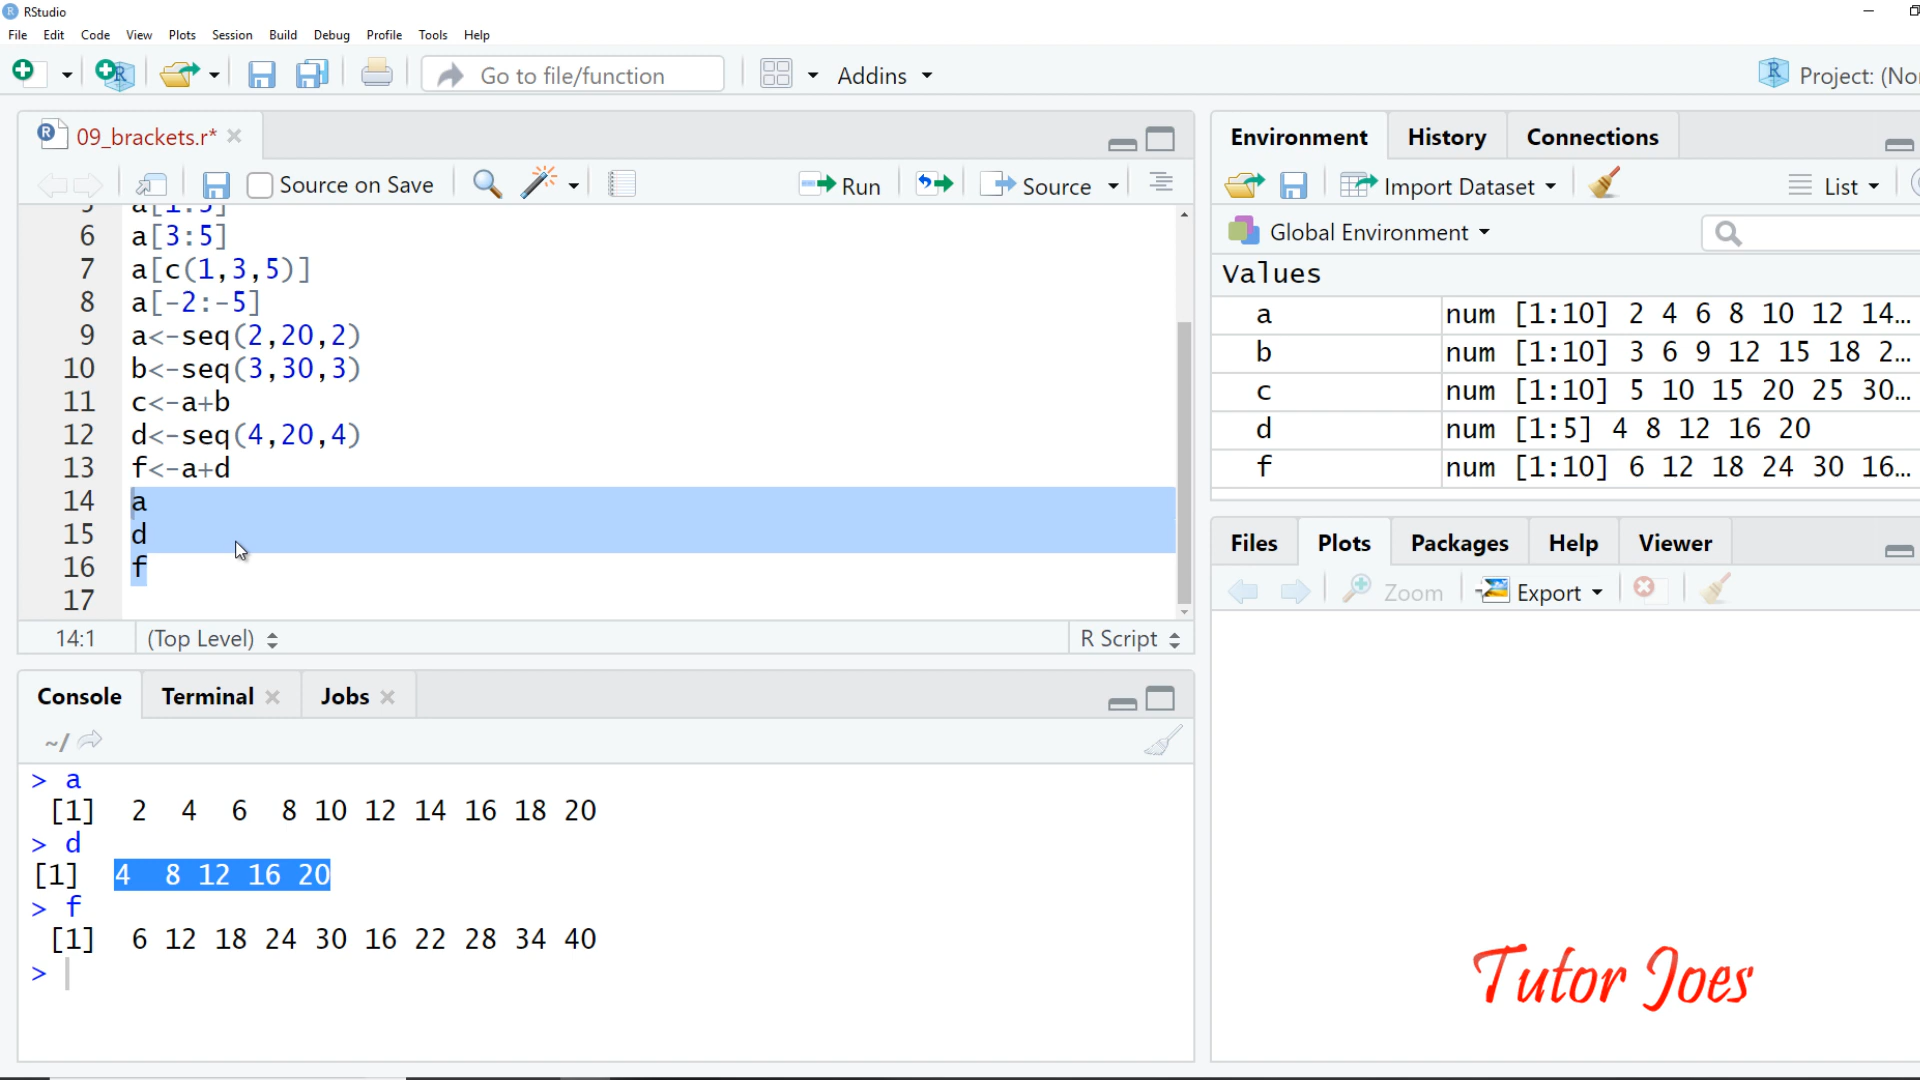 RStudio
File Edit Code View Plots Session Build Debug Profile Tools Help
Go to file/function Addins
09_brackets.r*
Source on Save Run Source
6 a[3:5]
7 a[c(1,3,5)]
8 a[-2:-5]
9 a<-seq(2,20,2)
10 b<-seq(3,30,3)
11 c<-a+b
12 d<-seq(4,20,4)
13 f<-a+d
14 a
15 d
16 f
17
14:1 (Top Level) R Script
Console Terminal Jobs
~/
> a
[1] 2 4 6 8 10 12 14 16 18 20
> d
[1] 4 8 12 16 20
> f
[1] 6 12 18 24 30 16 22 28 34 40
>
Project: (No
Environment History Connections
Import Dataset List
Global Environment
Values
a num [1:10] 2 4 6 8 10 12 14...
b num [1:10] 3 6 9 12 15 18 2...
c num [1:10] 5 10 15 20 25 30...
d num [1:5] 4 8 12 16 20
f num [1:10] 6 12 18 24 30 16...
Files Plots Packages Help Viewer
Zoom Export
Tutor Joes